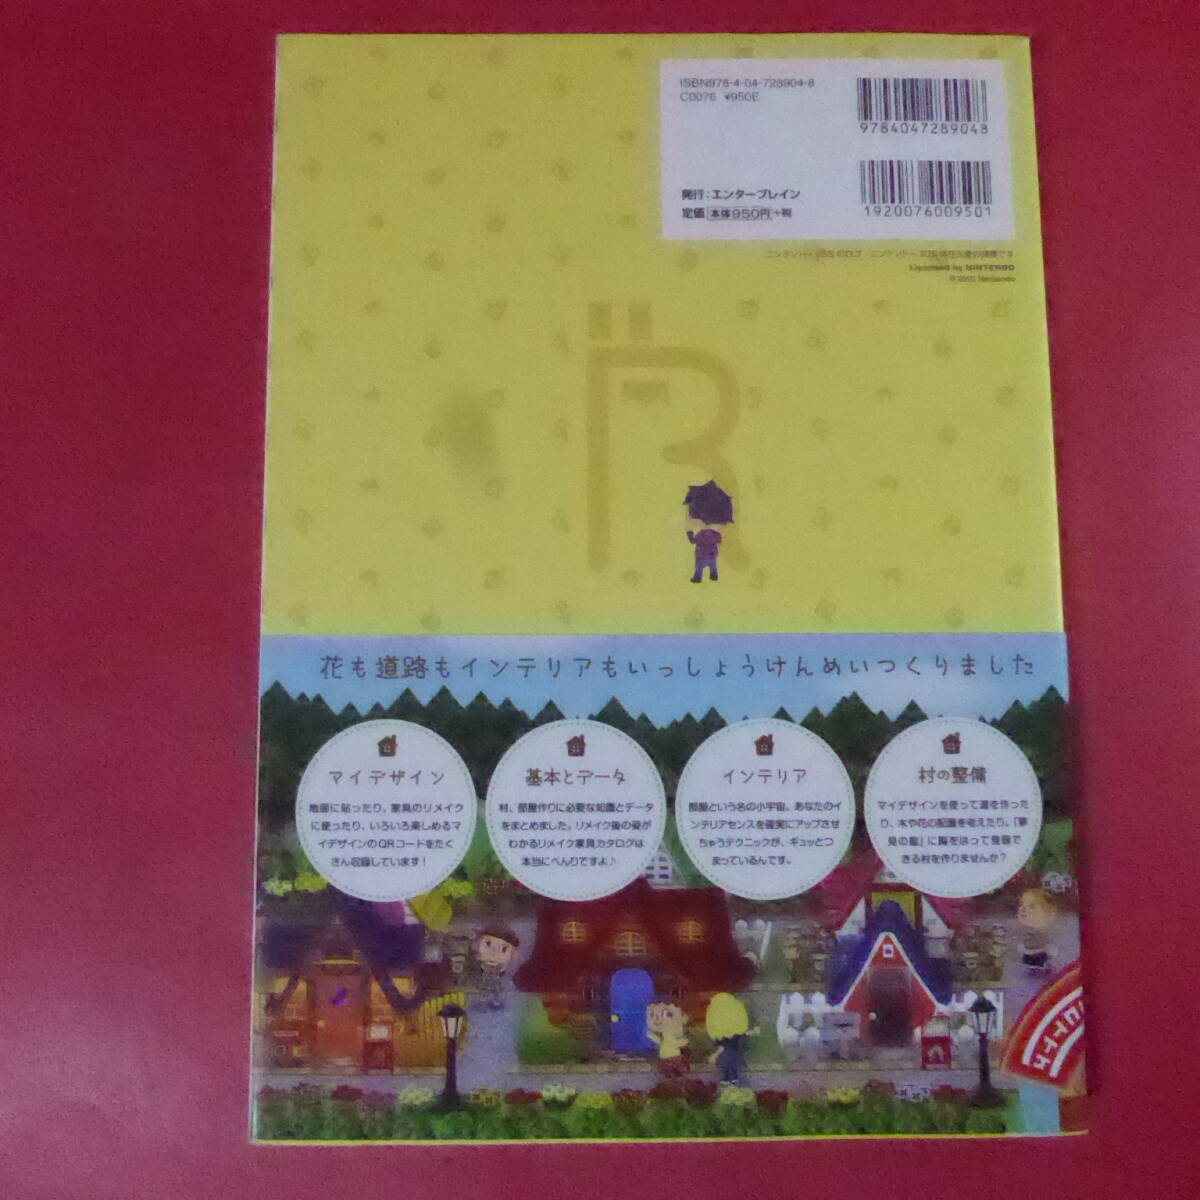 ISBN978-4-04-728904-8
C0076 ¥950E
9784047289048
発行:エンターブレイン
定価 本体950円 +税
1920076009501
Licensed by NINTENDO
花も道路もインテリアもいっしょうけんめいつくりました
マイデザイン
地面に貼ったり、家具のリメイク
に使ったり、いろいろ楽しめるマ
イデザインのQRコードをたく
さん収録しています!
基本とデータ
村、部屋作りに必要な知識とデータ
をまとめました。リメイク後の姿が
わかるリメイク家具カタログは
本当にべんりですよ♪
インテリア
部屋という名の小宇宙。あなたのイ
ンテリアセンスを確実にアップさせ
ちゃうテクニックが、ギュッとつ
まっているんです。
村の整備
マイデザインを使って道を作った
り、木や花の配置を考えたり。「夢
見の館」に胸をはって登録で
きる村を作りませんか?